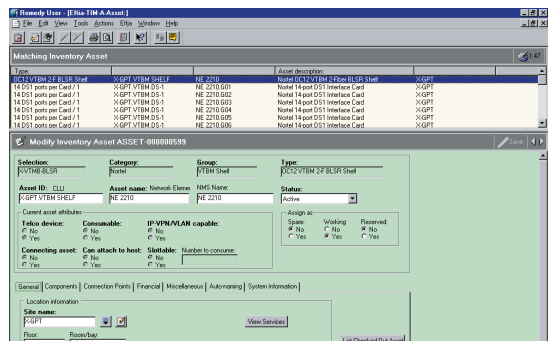 Remedy User - [Eftia-TIM-A-Asset:]
File Edit View Tools Actions Eftia Window Help
Matching Inventory Asset
1:47
Type: Asset description:
OC12 VTBM 2-F BLSR Shelf X-GPT.VTBM SHELF NE 2210 Nortel OC12 VTBM 2-Fiber BLSR Shelf X-GPT
14 DS1 ports per Card / 1 X-GPT.VTBM.DS-1 NE 2210.G01 Nortel 14-port DS1 Interface Card X-GPT
14 DS1 ports per Card / 1 X-GPT.VTBM.DS-1 NE 2210.G02 Nortel 14-port DS1 Interface Card X-GPT
14 DS1 ports per Card / 1 X-GPT.VTBM.DS-1 NE 2210.G03 Nortel 14-port DS1 Interface Card X-GPT
14 DS1 ports per Card / 1 X-GPT.VTBM.DS-1 NE 2210.G04 Nortel 14-port DS1 Interface Card X-GPT
14 DS1 ports per Card / 1 X-GPT.VTBM.DS-1 NE 2210.G05 Nortel 14-port DS1 Interface Card X-GPT
14 DS1 ports per Card / 1 X-GPT.VTBM.DS-1 NE 2210.G06 Nortel 14-port DS1 Interface Card X-GPT
Modify Inventory Asset ASSET-000000599
Save
Selection: Category: Group: Type:
X-VTMB-BLSR Nortel VTBM Shelf OC12 VTBM 2-F BLSR Shelf
Asset ID: CLLI Asset name: Network Elemer NMS Name: Status:
X-GPT.VTBM SHELF NE 2210 NE 2210 Active
Current asset attributes Assign as
Telco device: Consumable: IP-VPN/VLAN capable: Spare: Working Reserved:
No No No No No No
Yes Yes Yes Yes Yes Yes
Connecting asset: Can attach to host: Slottable: Number to consume:
No No No
Yes Yes Yes
General Components Connection Points Financial Miscellaneous Auto-naming System Information
Location information
Site name:
X-GPT View Services
Floor: Room/bay:
List Checked Out Asset